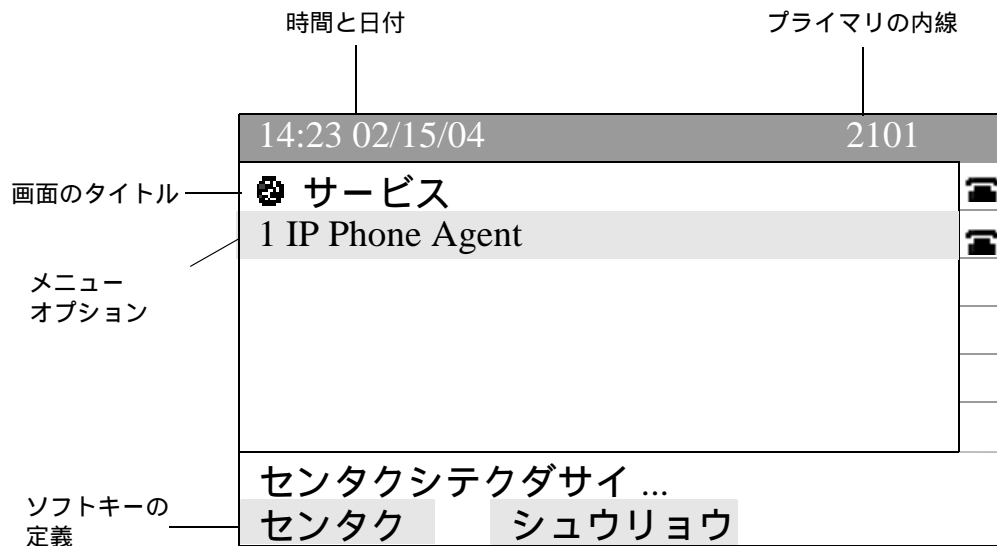 時間と日付
プライマリの内線
14:23 02/15/04 2101
画面のタイトル
サービス
1 IP Phone Agent
メニュー
オプション
センタクシテクダサイ ...
ソフトキーの
定義
センタク シュウリョウ